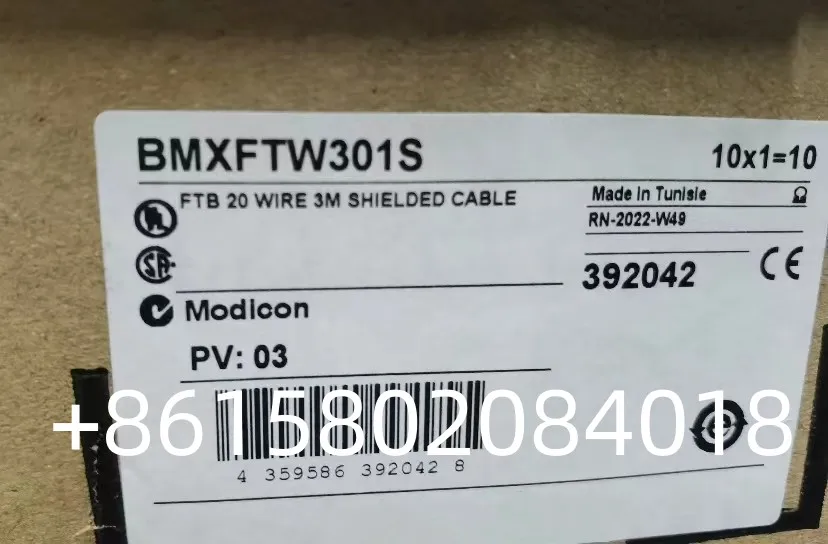 BMXFTW301S
10x1=10
FTB 20 WIRE 3M SHIELDED CABLE
Made in Tunisie
RN-2022-W49
392042
CE
Modicon
PV: 03
+8615802084018
4 359586 392042 8